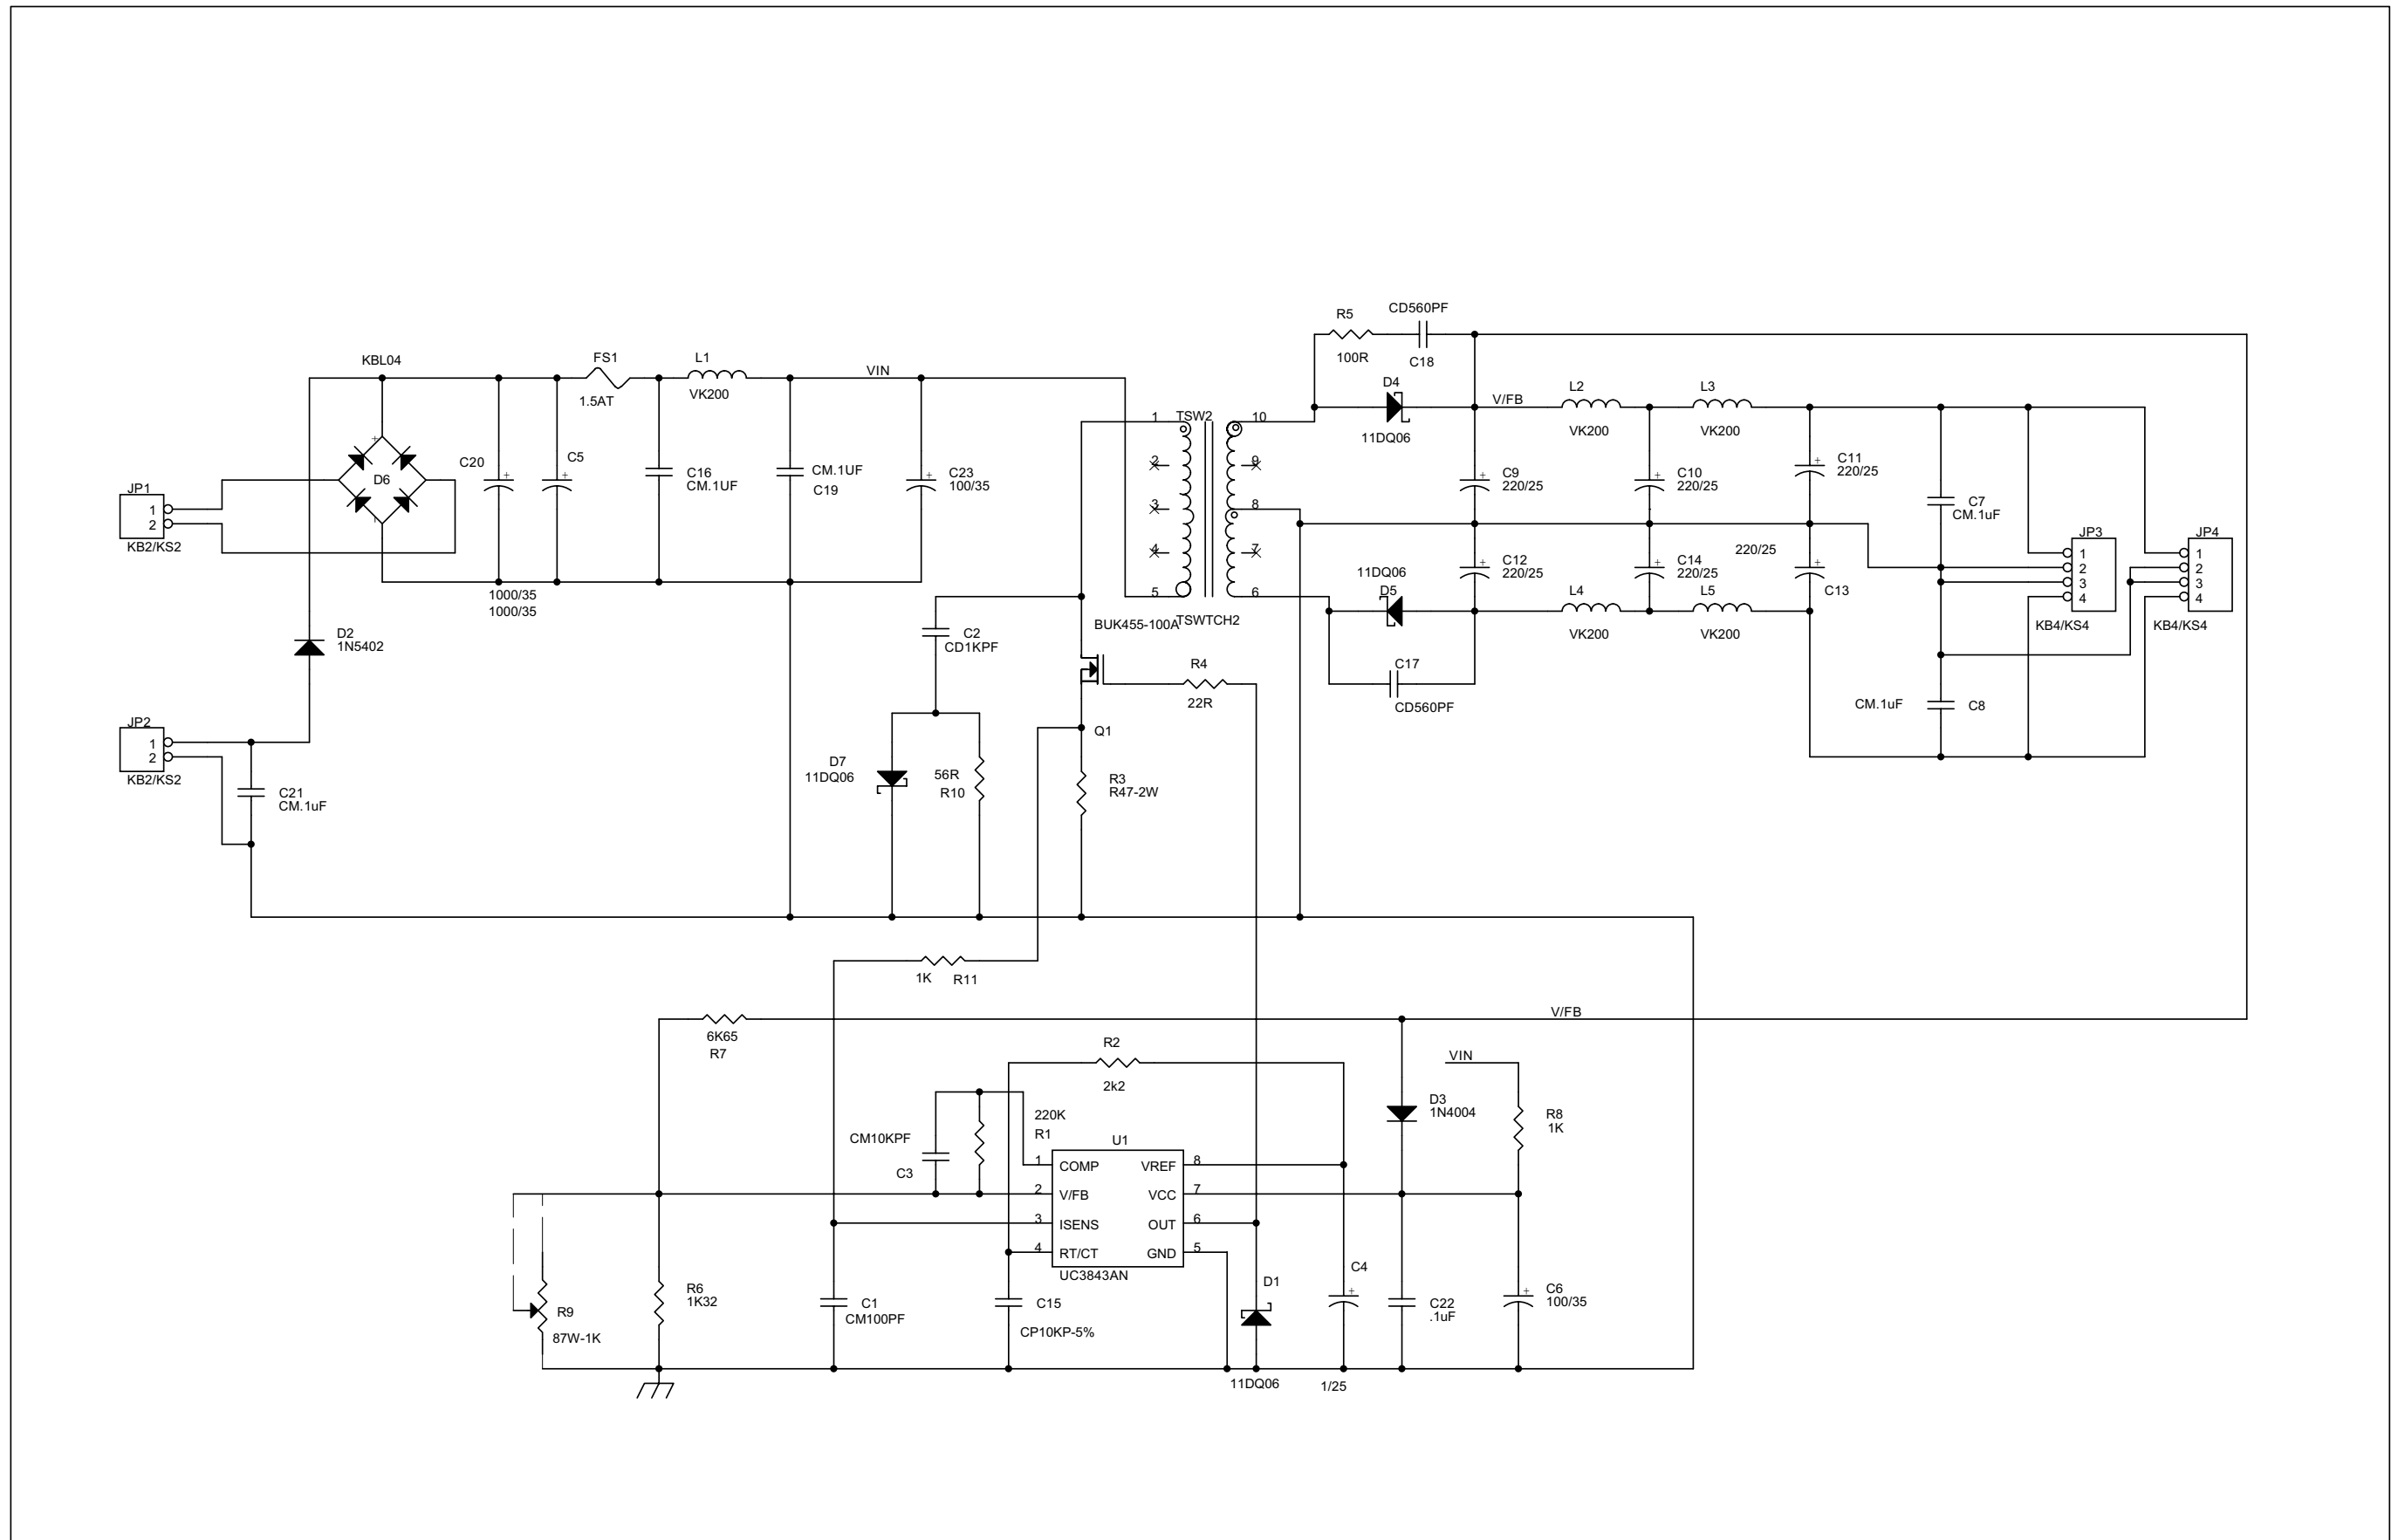 CD560PF
R5
100R
C18
KBL04
FS1
L1
VIN
1.5AT
VK200
D4
11DQ06
V/FB
L2
VK200
L3
VK200
+
D6
C20
+
C5
+
C16
CM.1UF
CM.1UF
C19
+
C23
100/35
1
TSW2
10
2
9
3
8
4
7
5
6
+
C9
220/25
+
C10
220/25
+
C11
220/25
C7
CM.1uF
JP1
1
2
KB2/KS2
JP3
1
2
3
4
KB4/KS4
JP4
1
2
3
4
KB4/KS4
1000/35
1000/35
11DQ06
D5
+
C12
220/25
+
C14
220/25
220/25
+
C13
L4
VK200
L5
VK200
BUK455-100A
TSWTCH2
D2
1N5402
C2
CD1KPF
R4
22R
C17
CD560PF
CM.1uF
C8
Q1
JP2
1
2
KB2/KS2
C21
CM.1uF
D7
11DQ06
56R
R10
R3
R47-2W
1K
R11
6K65
R7
V/FB
R2
2k2
VIN
220K
R1
CM10KPF
C3
D3
1N4004
R8
1K
U1
1
COMP
VREF
8
2
V/FB
VCC
7
3
ISENS
OUT
6
4
RT/CT
GND
5
UC3843AN
R9
87W-1K
R6
1K32
C1
CM100PF
C15
CP10KP-5%
D1
11DQ06
C4
+
1/25
C22
.1uF
+
C6
100/35